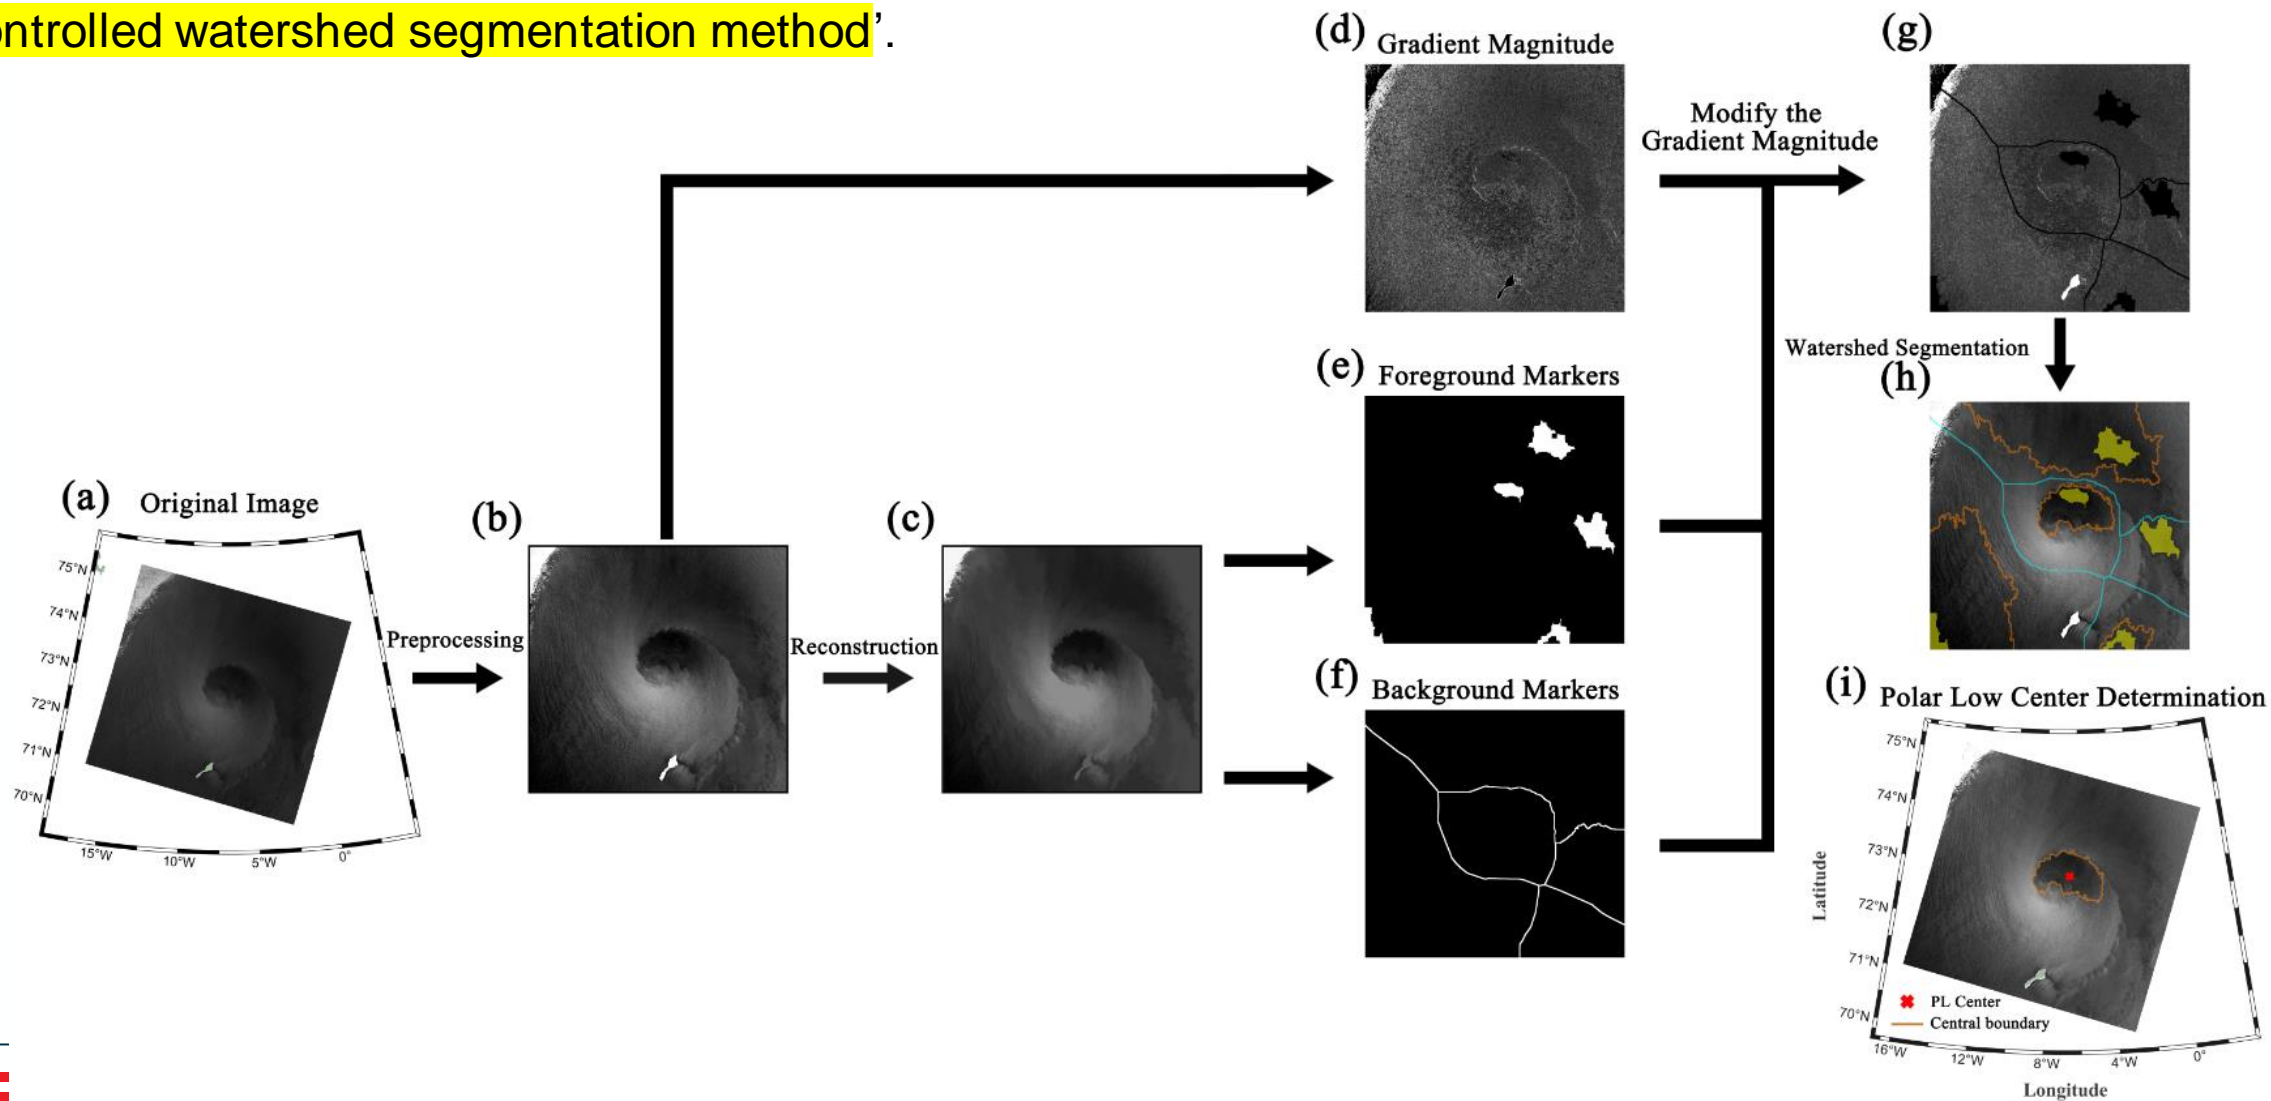 ntrolled watershed segmentation method’.
(a) Original Image
75°N
74°N
73°N
72°N
71°N
70°N
15°W
10°W
5°W
0°
Preprocessing
(b)
Reconstruction
(c)
(d) Gradient Magnitude
(e) Foreground Markers
(f) Background Markers
Modify the
Gradient Magnitude
(g)
Watershed Segmentation
(h)
(i) Polar Low Center Determination
75°N
74°N
73°N
72°N
71°N
70°N
Latitude
PL Center
Central boundary
16°W
12°W
8°W
4°W
0°
Longitude